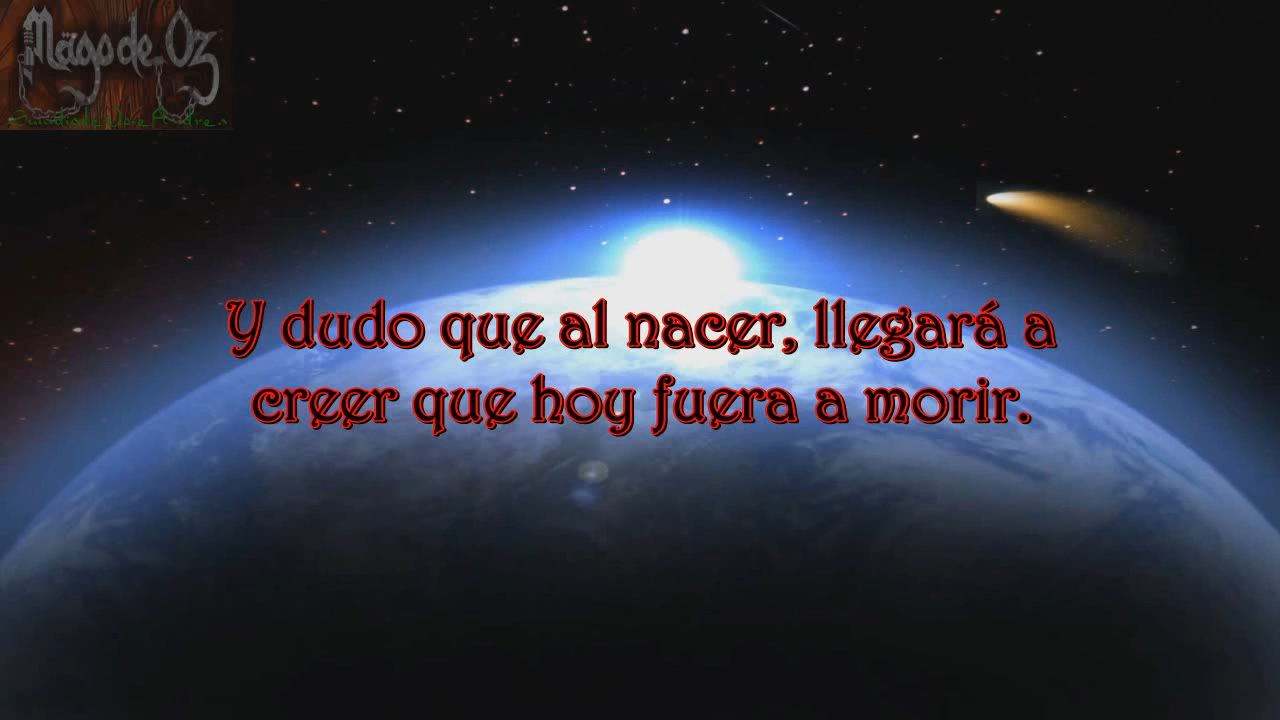 Mägo de Oz
Y dudo que al nacer, llegará a
creer que hoy fuera a morir.